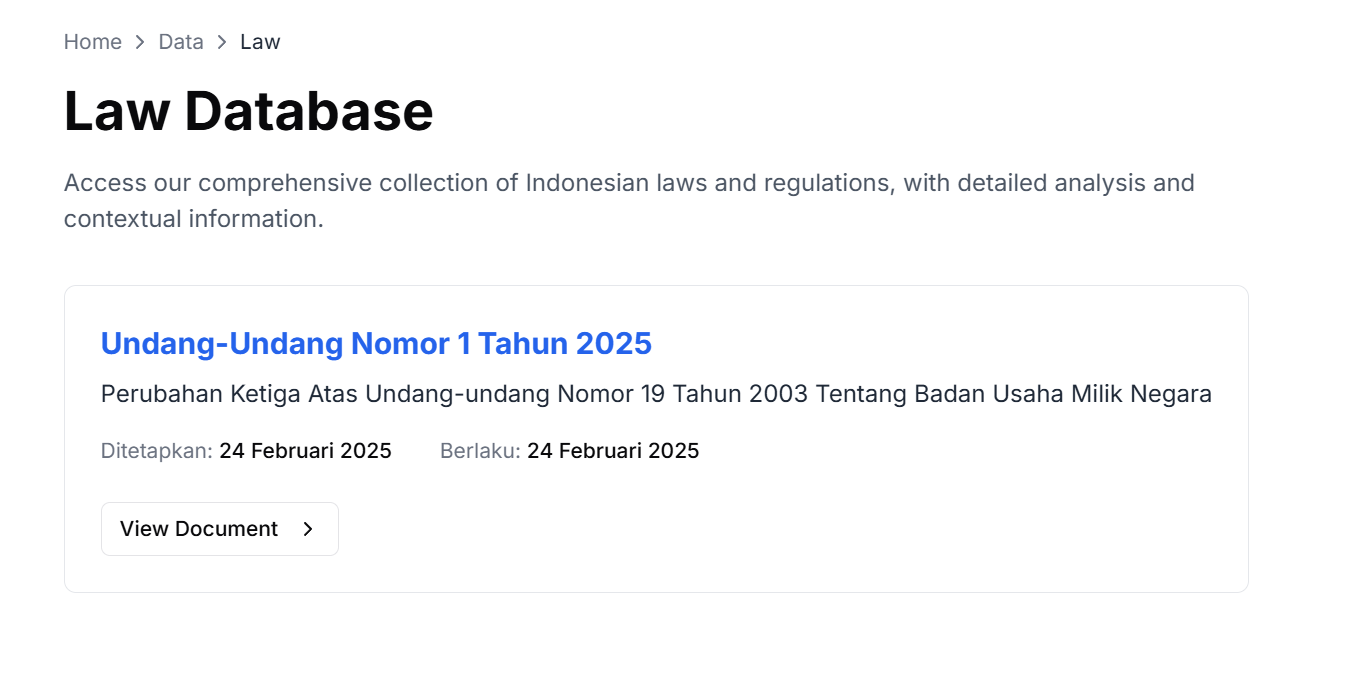 Home > Data > Law
Law Database
Access our comprehensive collection of Indonesian laws and regulations, with detailed analysis and
contextual information.
Undang-Undang Nomor 1 Tahun 2025
Perubahan Ketiga Atas Undang-undang Nomor 19 Tahun 2003 Tentang Badan Usaha Milik Negara
Ditetapkan: 24 Februari 2025 Berlaku: 24 Februari 2025
View Document >